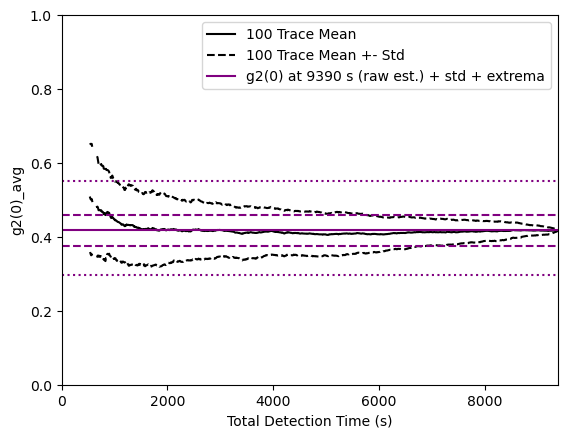 1.0
0.8
0.6
0.4
0.2
0.0
g2(0)_avg
100 Trace Mean
100 Trace Mean +- Std
g2(0) at 9390 s (raw est.) + std + extrema
0 2000 4000 6000 8000
Total Detection Time (s)